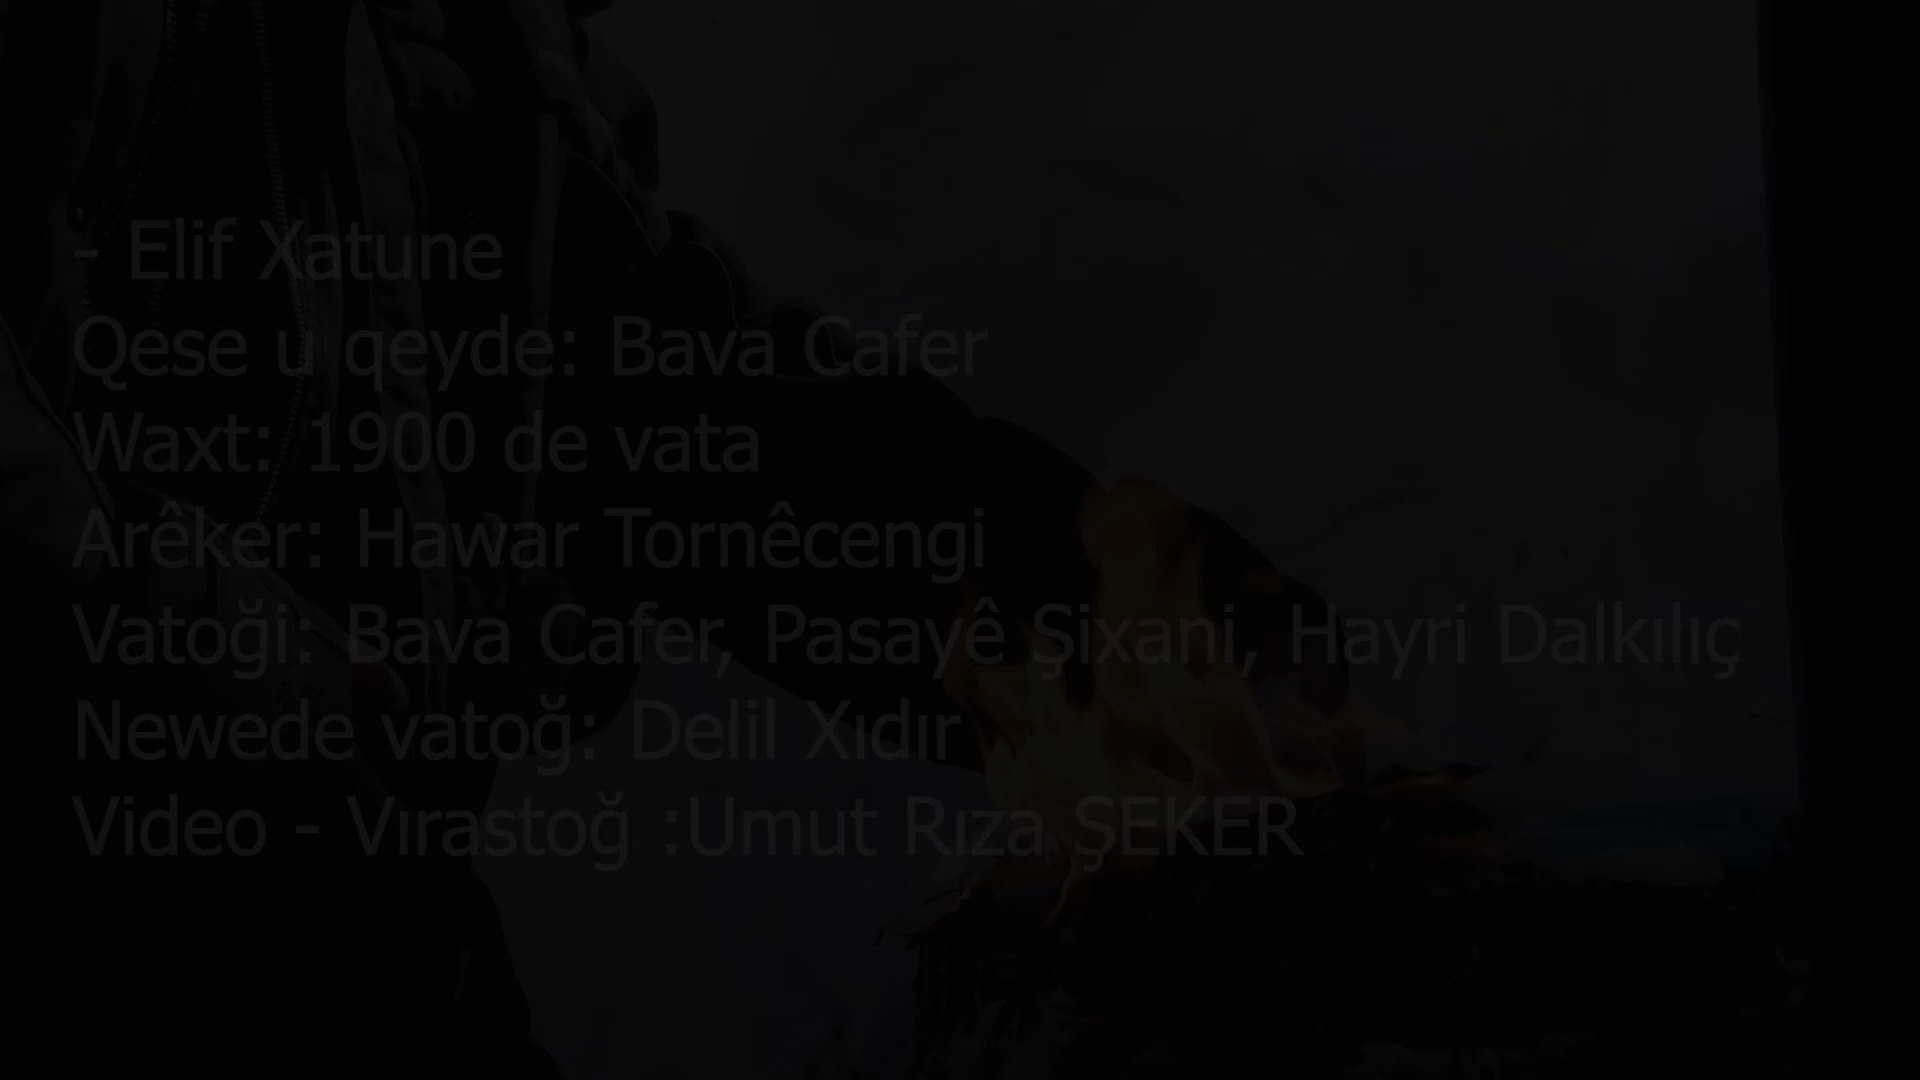 - Elif Xatune
Qese u qeyde: Bava Cafer
Waxt: 1900 de vata
Arêker: Hawar Tornêcengi
Vatoği: Bava Cafer, Pasayê Şixani, Hayri Dalkılıç
Newede vatoğ: Delil Xıdır
Video - Vırastoğ :Umut Rıza ŞEKER